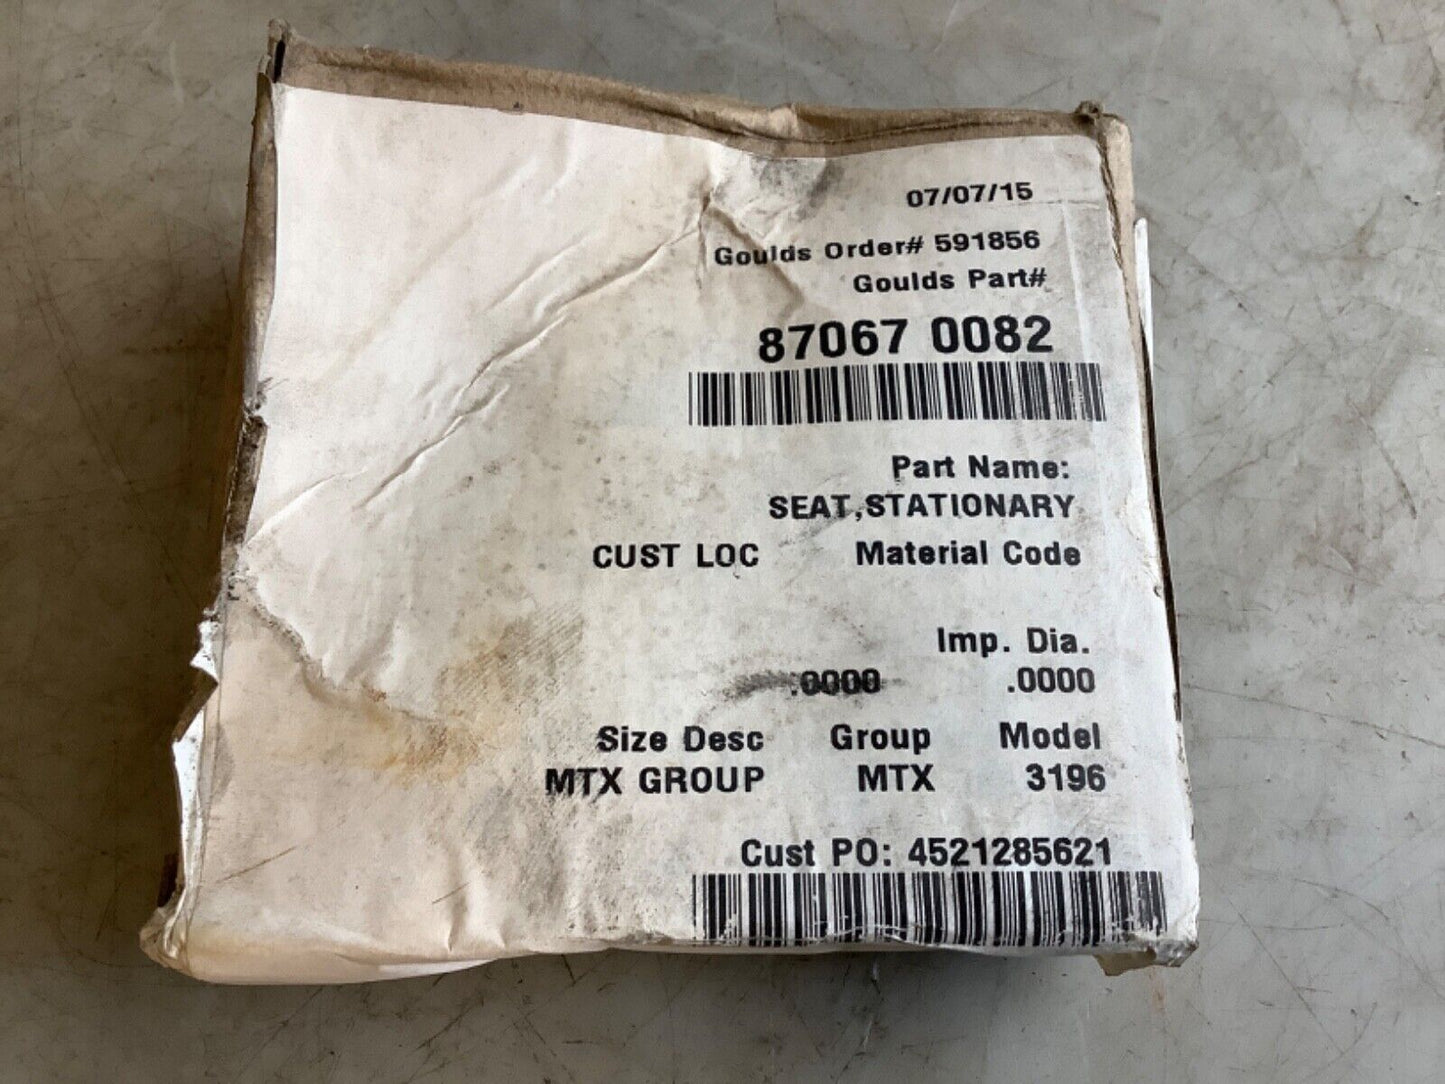 07/07/15
Goulds Order# 591856
Goulds Part#
87067 0082
Part Name:
SEAT,STATIONARY
CUST LOC Material Code
Imp. Dia.
.0000 .0000
Size Desc Group Model
MTX GROUP MTX 3196
Cust PO: 4521285621